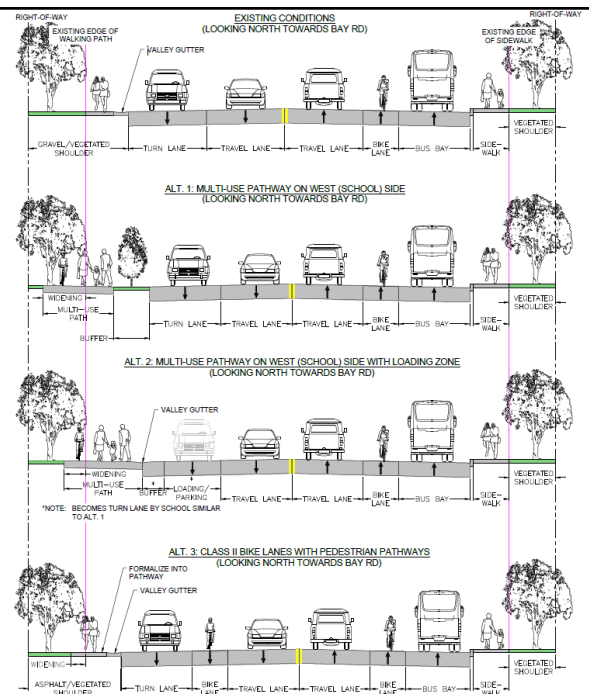 RIGHT-OF-WAY
EXISTING CONDITIONS
(LOOKING NORTH TOWARDS BAY RD)
RIGHT-OF-WAY
EXISTING EDGE OF
WALKING PATH
VALLEY GUTTER
EXISTING EDGE
OF SIDEWALK
GRAVEL/VEGETATED
SHOULDER
TURN LANE
TRAVEL LANE
TRAVEL LANE
BIKE
LANE
BUS BAY
SIDE-
WALK
VEGETATED
SHOULDER
ALT. 1: MULTI-USE PATHWAY ON WEST (SCHOOL) SIDE
(LOOKING NORTH TOWARDS BAY RD)
WIDENING
MULTI-USE
PATH
BUFFER
TURN LANE
TRAVEL LANE
TRAVEL LANE
BIKE
LANE
BUS BAY
SIDE-
WALK
VEGETATED
SHOULDER
ALT. 2: MULTI-USE PATHWAY ON WEST (SCHOOL) SIDE WITH LOADING ZONE
(LOOKING NORTH TOWARDS BAY RD)
VALLEY GUTTER
WIDENING
MULTI-USE
PATH
*
BUFFER
*
LOADING/
PARKING
TRAVEL LANE
TRAVEL LANE
BIKE
LANE
BUS BAY
SIDE-
WALK
VEGETATED
SHOULDER
*NOTE: BECOMES TURN LANE BY SCHOOL SIMILAR
TO ALT. 1
ALT. 3: CLASS II BIKE LANES WITH PEDESTRIAN PATHWAYS
(LOOKING NORTH TOWARDS BAY RD)
FORMALIZE INTO
PATHWAY
VALLEY GUTTER
WIDENING
ASPHALT/VEGETATED
SHOULDER
TURN LANE
BIKE
LANE
TRAVEL LANE
TRAVEL LANE
BIKE
LANE
BUS BAY
SIDE-
WALK
VEGETATED
SHOULDER